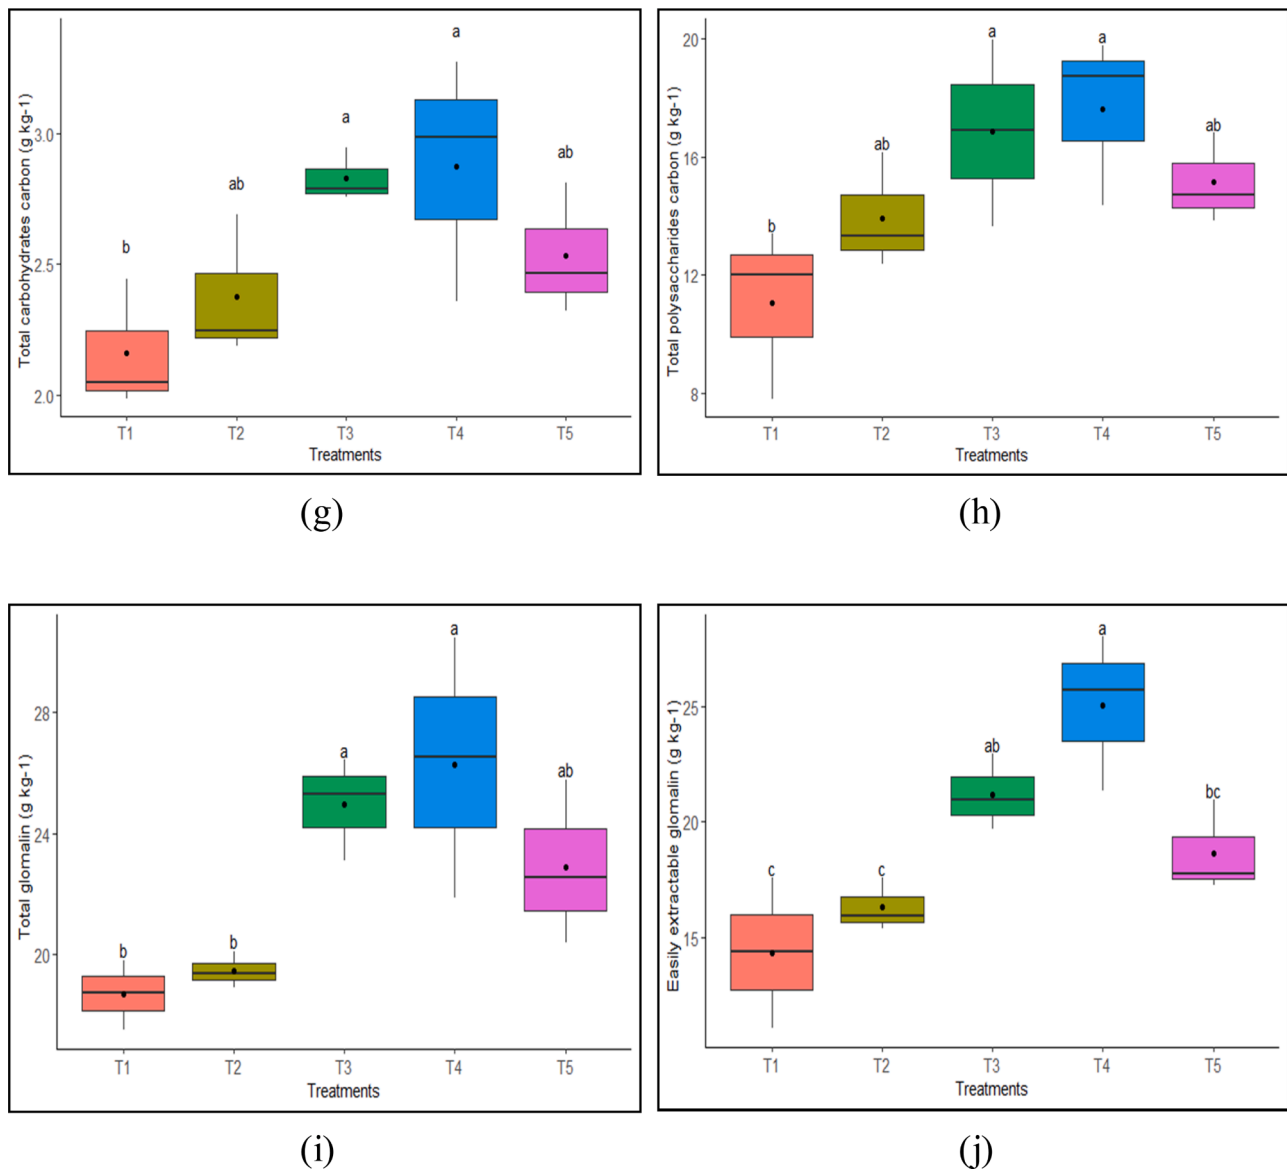 Total carbohydrates carbon (g kg-1)
3.0
2.5
2.0
b
ab
a
a
ab
T1 T2 T3 T4 T5
Treatments
(g)
Total polysaccharides carbon (g kg-1)
20
16
12
8
b
ab
a
a
ab
T1 T2 T3 T4 T5
Treatments
(h)
Total glomalin (g kg-1)
28
24
20
b
b
a
a
ab
T1 T2 T3 T4 T5
Treatments
(i)
Easily extractable glomalin (g kg-1)
25
20
15
c
c
ab
a
bc
T1 T2 T3 T4 T5
Treatments
(j)